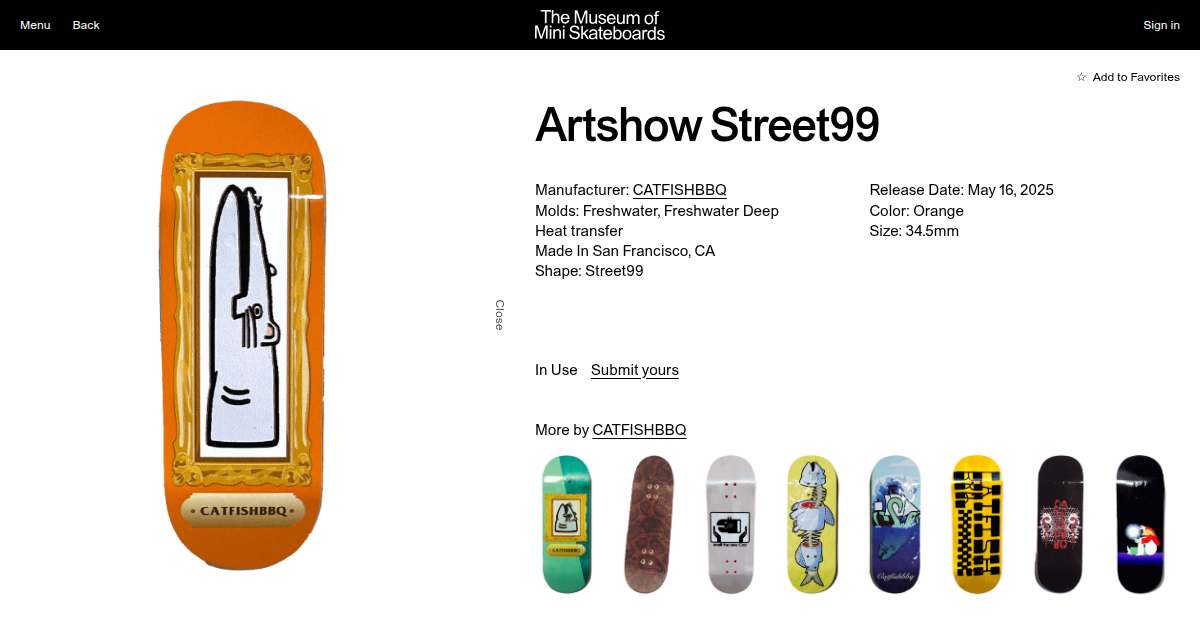 Menu
Back
The Museum of
Mini Skateboards
Sign in
☆ Add to Favorites
Artshow Street99
Manufacturer: CATFISHBBQ
Molds: Freshwater, Freshwater Deep
Heat transfer
Made In San Francisco, CA
Shape: Street99
Release Date: May 16, 2025
Color: Orange
Size: 34.5mm
Close
• CATFISHBBQ •
In Use
Submit yours
More by CATFISHBBQ
CATFISHBBQ